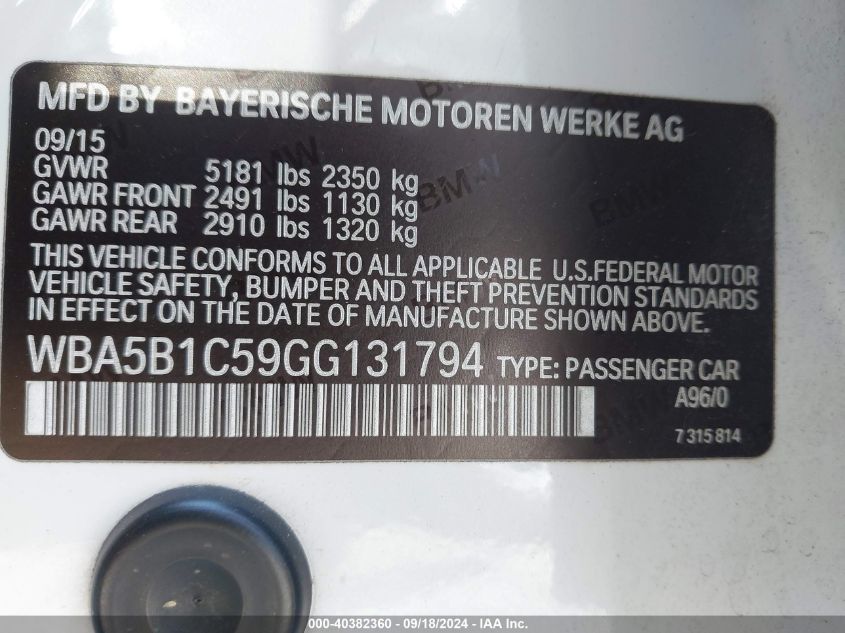 MFD BY BAYERISCHE MOTOREN WERKE AG
09/15
GVWR 5181 lbs 2350 kg
GAWR FRONT 2491 lbs 1130 kg
GAWR REAR 2910 lbs 1320 kg
THIS VEHICLE CONFORMS TO ALL APPLICABLE U.S.FEDERAL MOTOR
VEHICLE SAFETY, BUMPER AND THEFT PREVENTION STANDARDS
IN EFFECT ON THE DATE OF MANUFACTURE SHOWN ABOVE.
WBA5B1C59GG131794 TYPE: PASSENGER CAR
A96/0
7 315 814
000-40382360 - 09/18/2024 - IAA Inc.